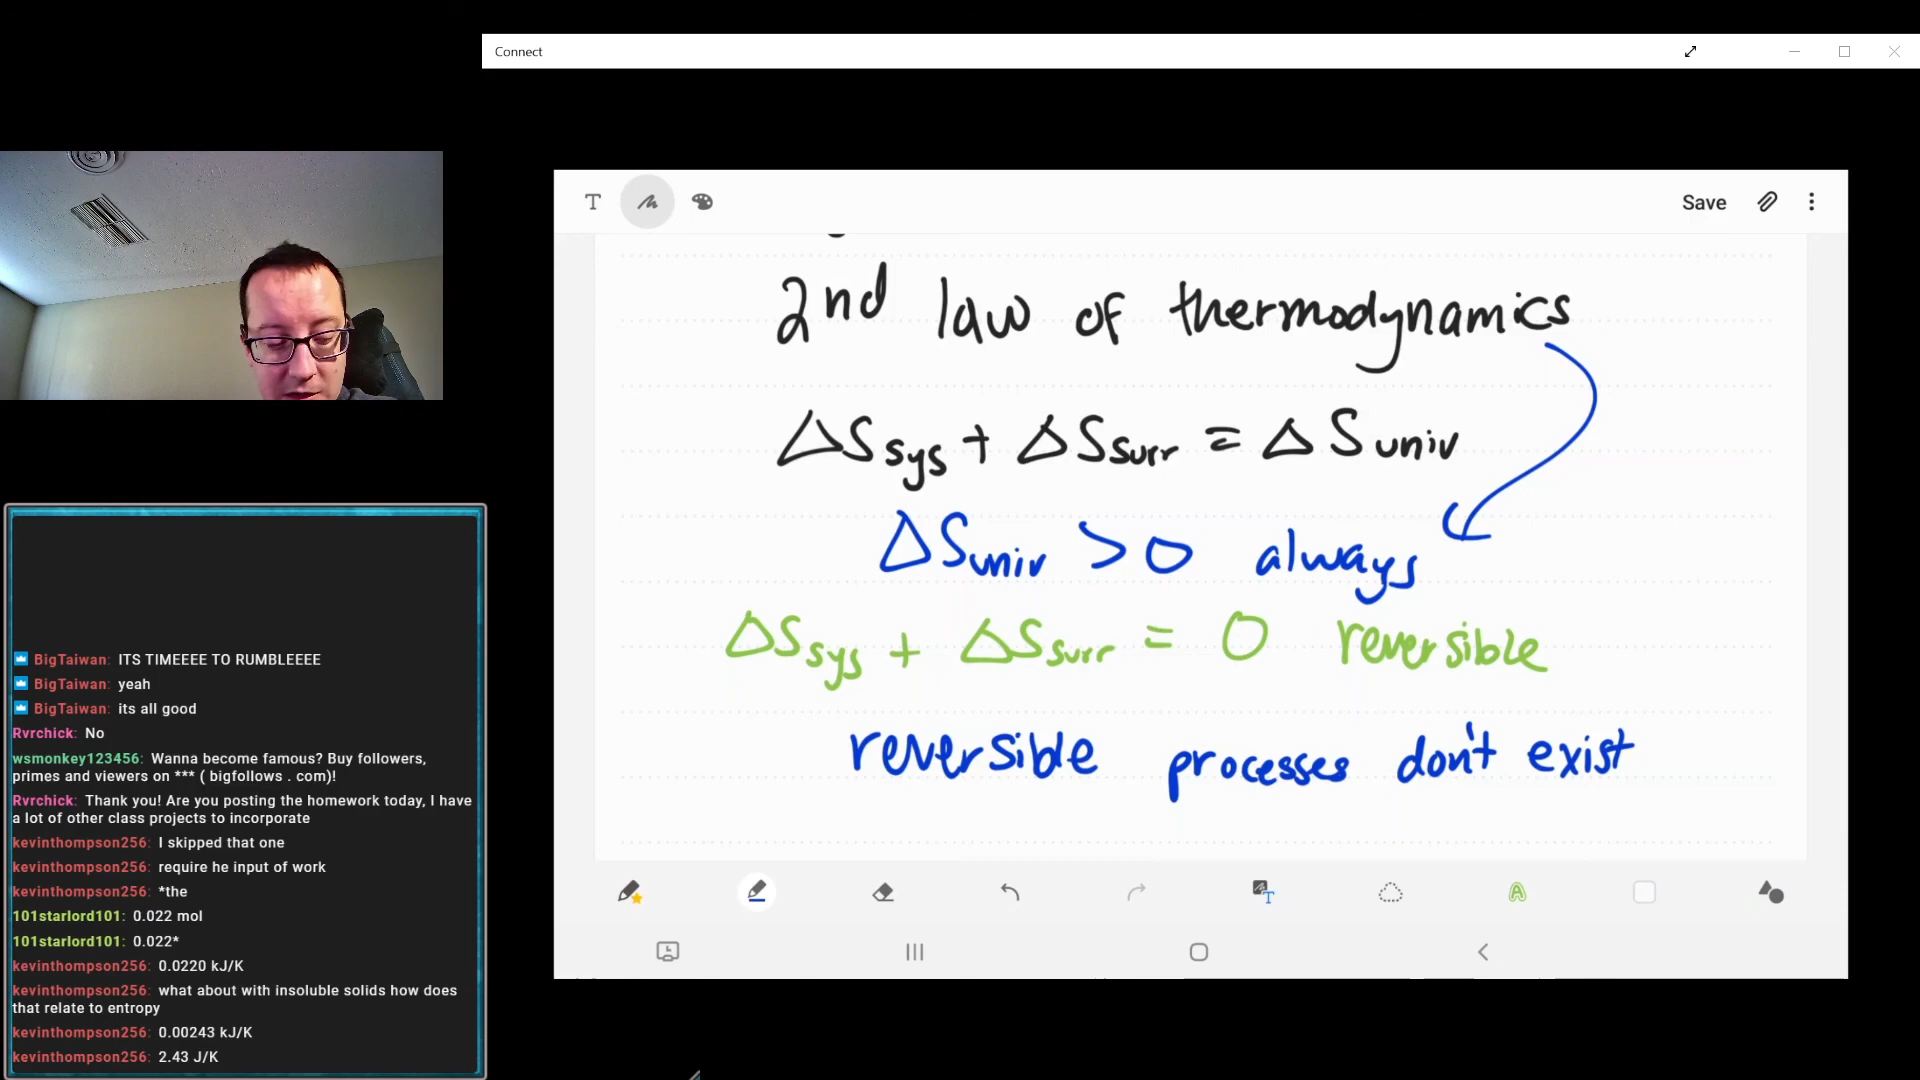 Connect
Save
2nd law of thermodynamics
ΔSsys + ΔSsurr = ΔSuniv
ΔSuniv > 0 always
ΔSsys + ΔSsurr = 0 reversible
reversible processes don't exist
BigTaiwan: ITS TIMEEEE TO RUMBLEEEE
BigTaiwan: yeah
BigTaiwan: its all good
Rvrchick: No
wsmonkey123456: Wanna become famous? Buy followers,
primes and viewers on *** ( bigfollows . com)!
Rvrchick: Thank you! Are you posting the homework today, I have
a lot of other class projects to incorporate
kevinthompson256: I skipped that one
kevinthompson256: require he input of work
kevinthompson256: *the
101starlord101: 0.022 mol
101starlord101: 0.022*
kevinthompson256: 0.0220 kJ/K
kevinthompson256: what about with insoluble solids how does
that relate to entropy
kevinthompson256: 0.00243 kJ/K
kevinthompson256: 2.43 J/K